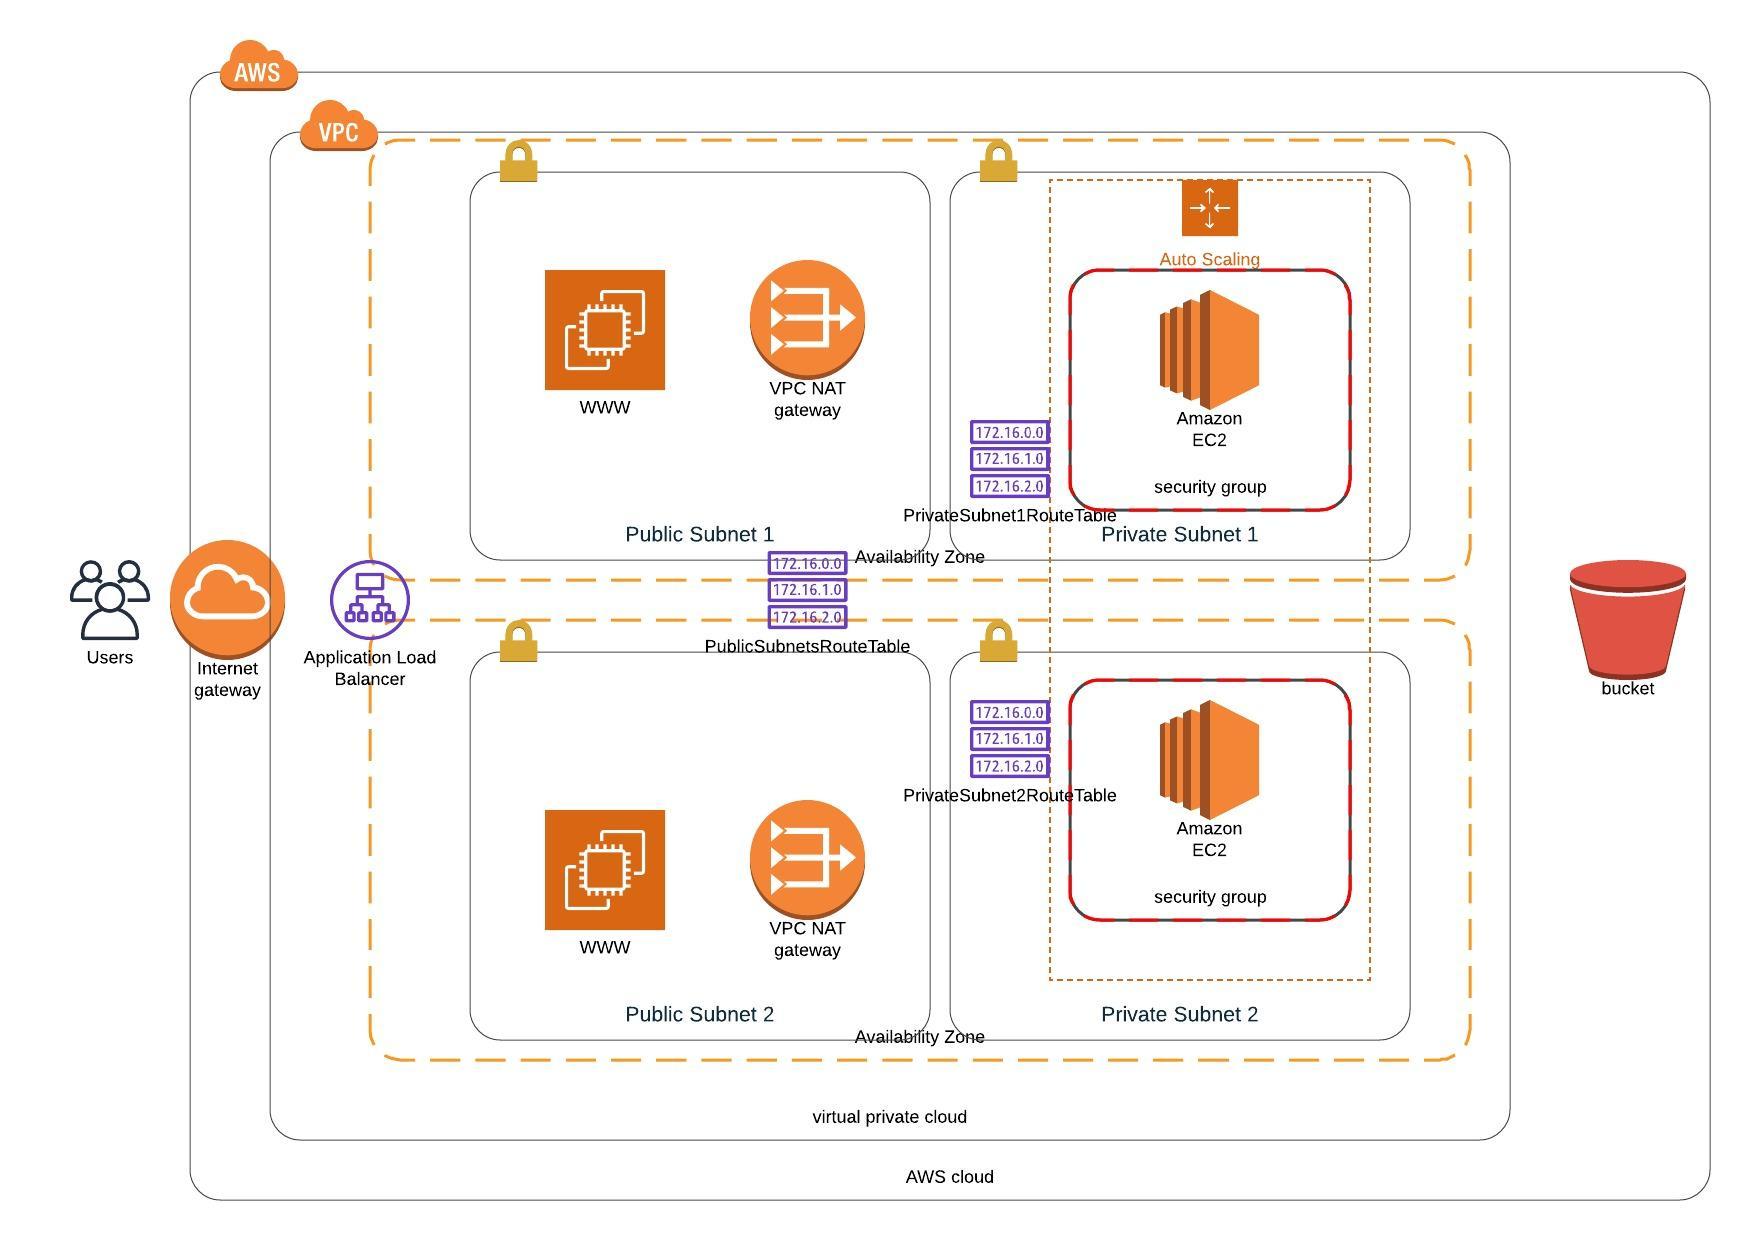 AWS
VPC
Auto Scaling
WWW
VPC NAT
gateway
Amazon
EC2
172.16.0.0
172.16.1.0
172.16.2.0
security group
PrivateSubnet1RouteTable
Public Subnet 1
Private Subnet 1
Availability Zone
172.16.0.0
172.16.1.0
172.16.2.0
PublicSubnetsRouteTable
Users
Internet
gateway
Application Load
Balancer
bucket
172.16.0.0
172.16.1.0
172.16.2.0
PrivateSubnet2RouteTable
Amazon
EC2
security group
WWW
VPC NAT
gateway
Public Subnet 2
Private Subnet 2
Availability Zone
virtual private cloud
AWS cloud